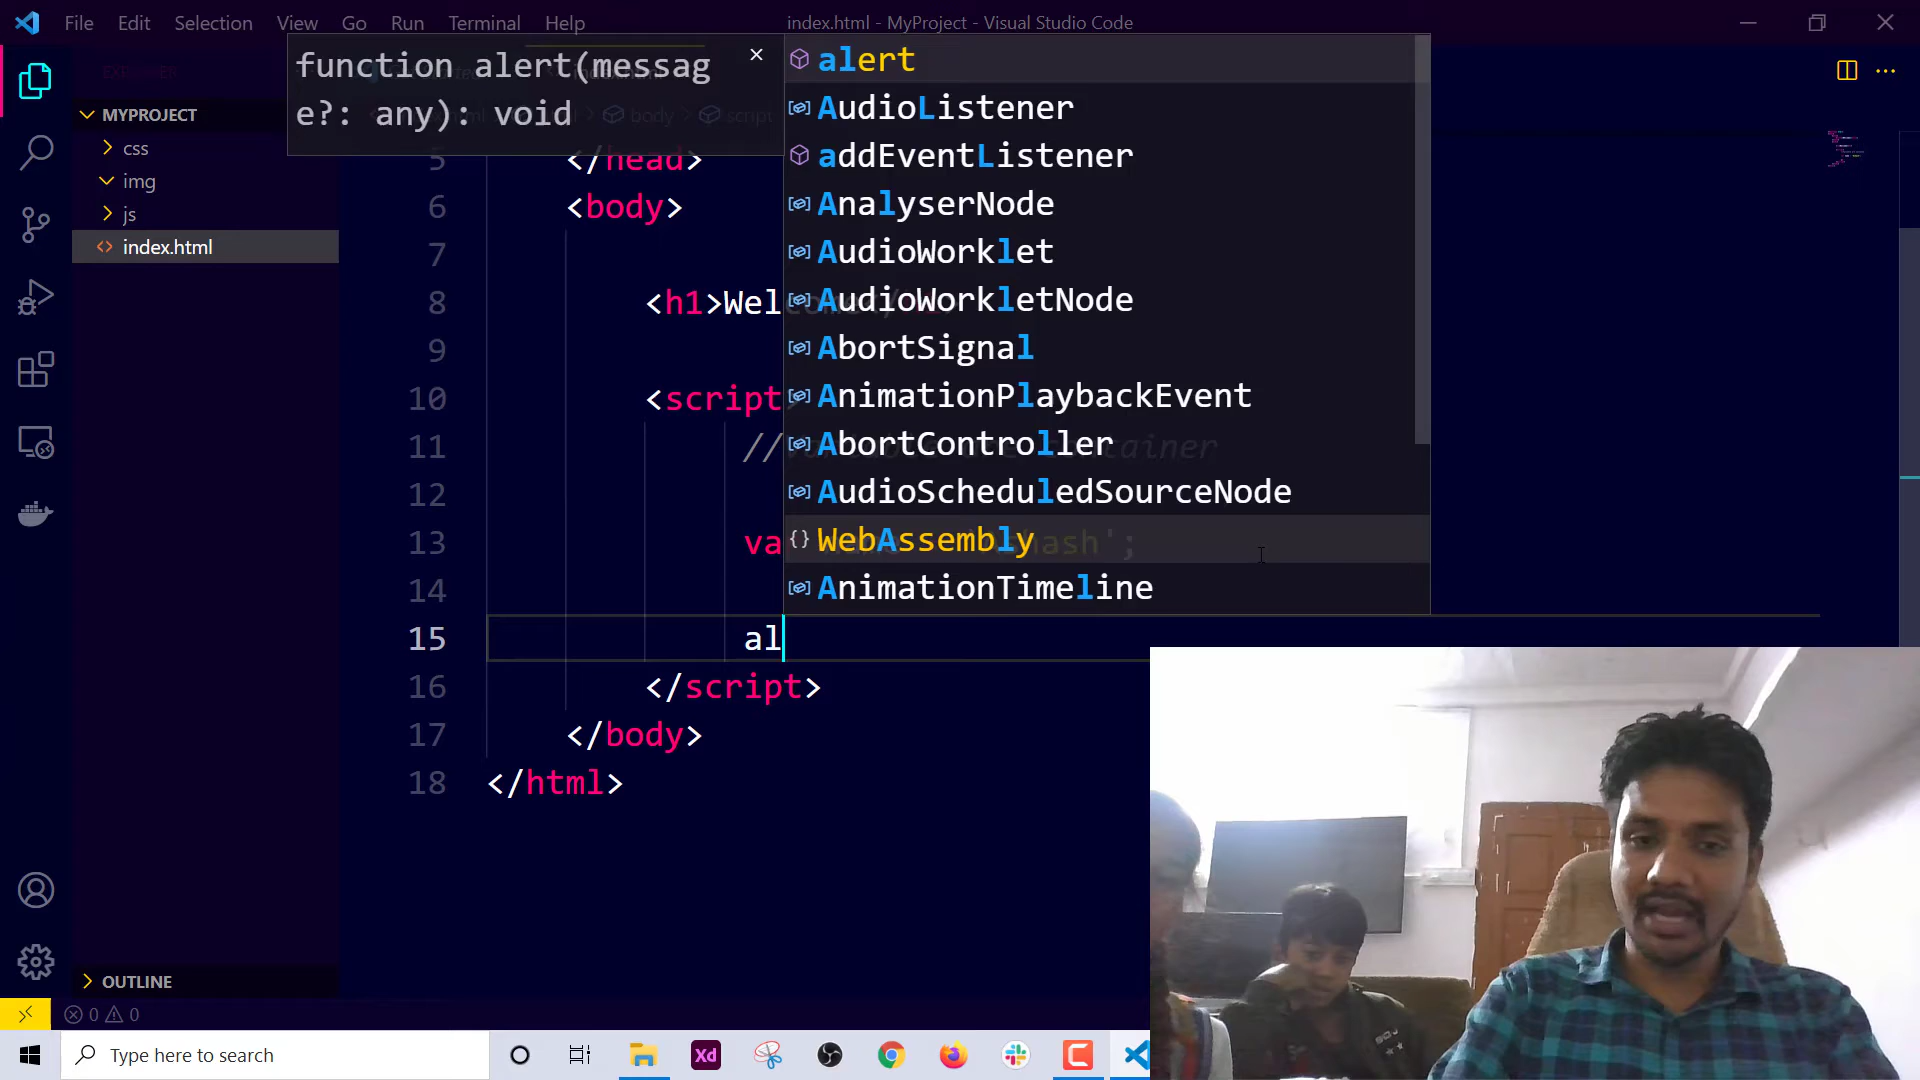 File Edit Selection View Go Run Terminal Help
index.html - MyProject - Visual Studio Code
MYPROJECT
css
img
js
index.html
OUTLINE
function alert(messag
e?: any): void
body
script
alert
AudioListener
addEventListener
AnalyserNode
AudioWorklet
AudioWorkletNode
AbortSignal
AnimationPlaybackEvent
AbortController
AudioScheduledSourceNode
WebAssembly
AnimationTimeline
5 </head>
6 <body>
7
8 <h1>Wel
9
10 <script
11 //
12
13 va
14
15 al
16 </script>
17 </body>
18 </html>
0 0
Type here to search
Xd